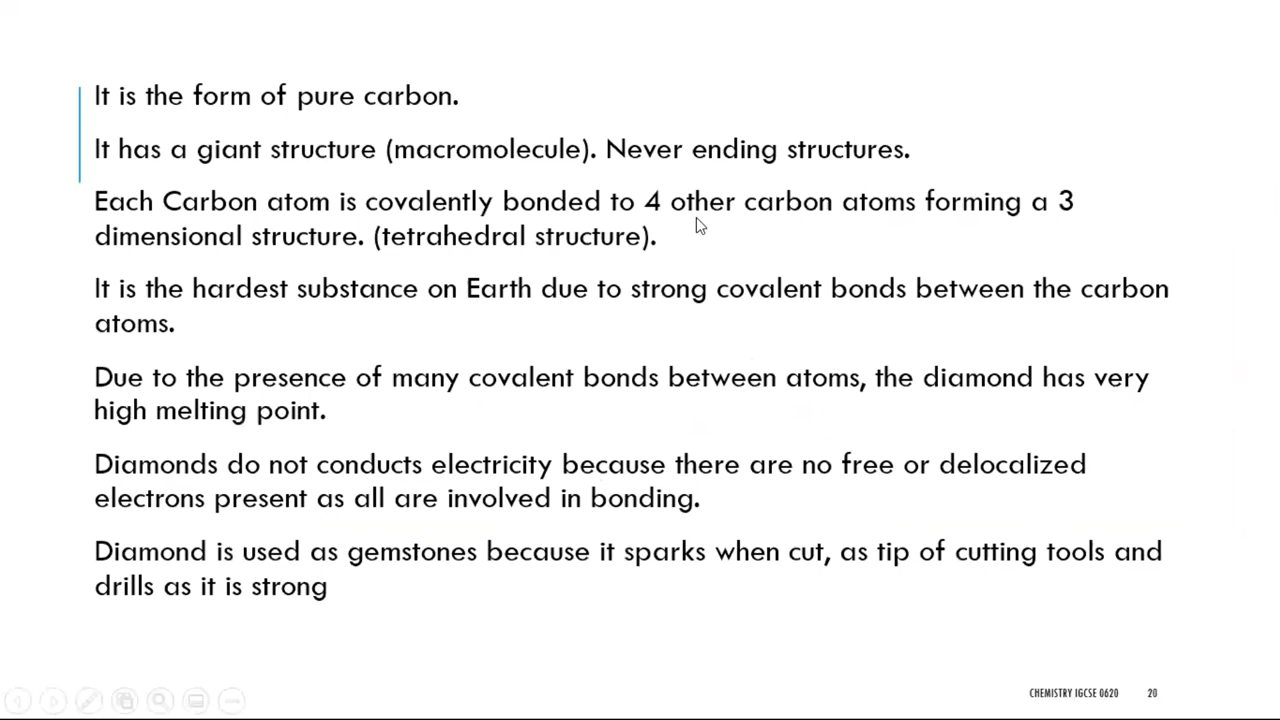 It is the form of pure carbon.
It has a giant structure (macromolecule). Never ending structures.
Each Carbon atom is covalently bonded to 4 other carbon atoms forming a 3
dimensional structure. (tetrahedral structure).
It is the hardest substance on Earth due to strong covalent bonds between the carbon
atoms.
Due to the presence of many covalent bonds between atoms, the diamond has very
high melting point.
Diamonds do not conducts electricity because there are no free or delocalized
electrons present as all are involved in bonding.
Diamond is used as gemstones because it sparks when cut, as tip of cutting tools and
drills as it is strong
CHEMISTRY IGCSE 0620 20